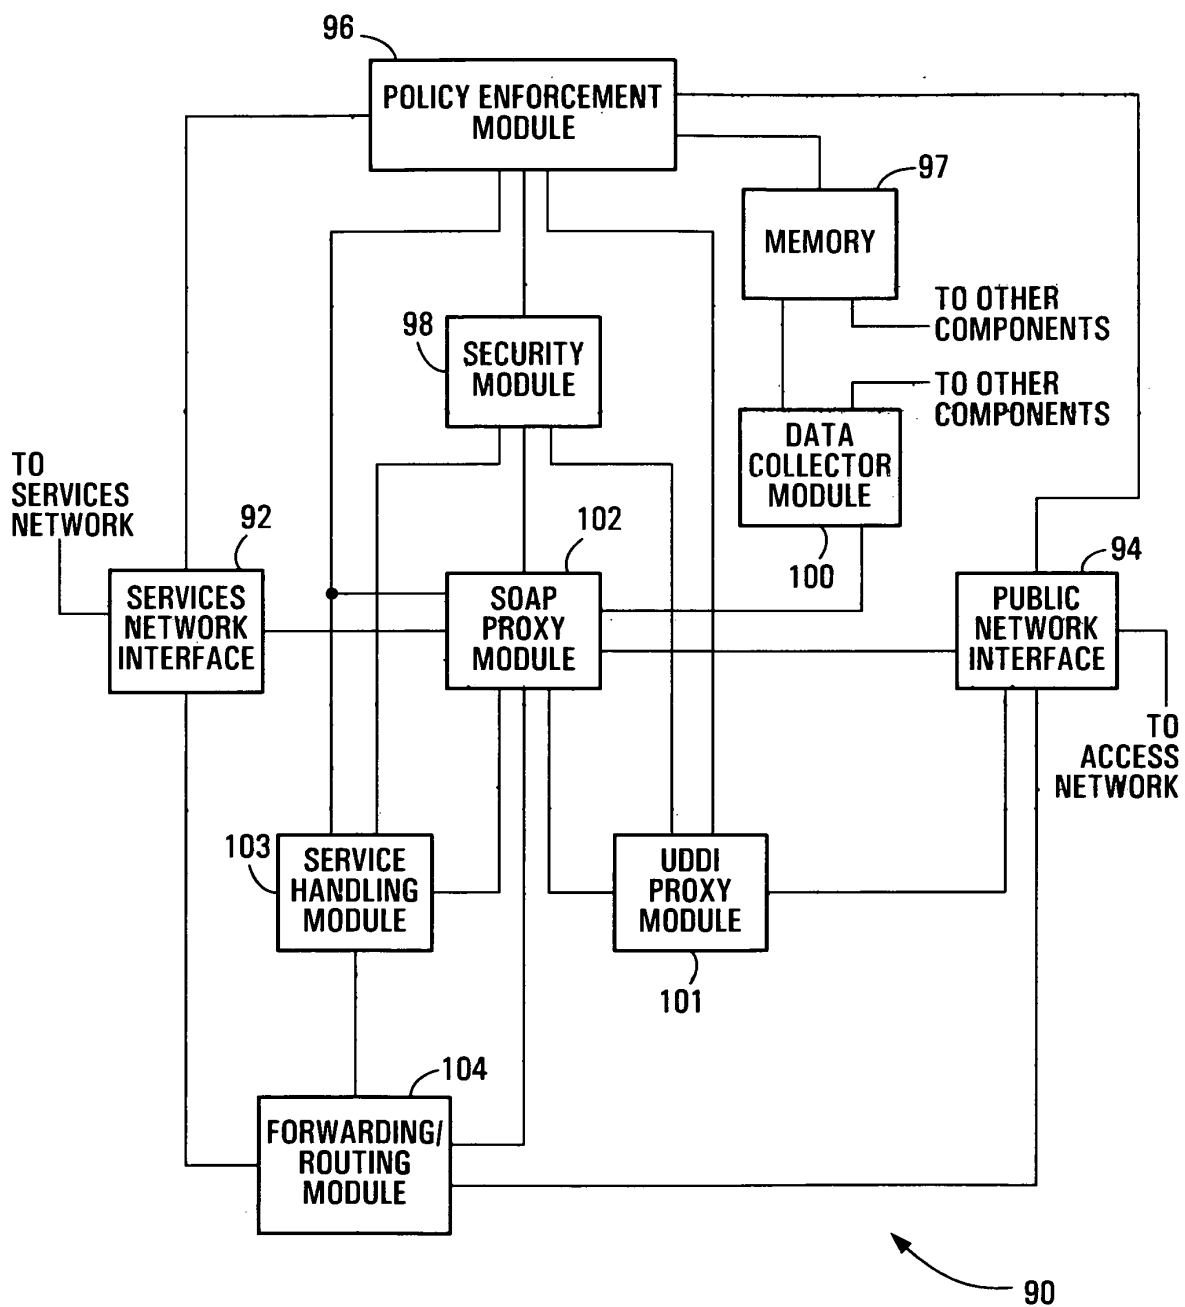 96
POLICY ENFORCEMENT
MODULE
97
MEMORY
TO OTHER
COMPONENTS
98
SECURITY
MODULE
TO OTHER
COMPONENTS
DATA
COLLECTOR
MODULE
100
TO
SERVICES
NETWORK
92
SERVICES
NETWORK
INTERFACE
102
SOAP
PROXY
MODULE
94
PUBLIC
NETWORK
INTERFACE
TO
ACCESS
NETWORK
103
SERVICE
HANDLING
MODULE
UDDI
PROXY
MODULE
101
104
FORWARDING/
ROUTING
MODULE
90